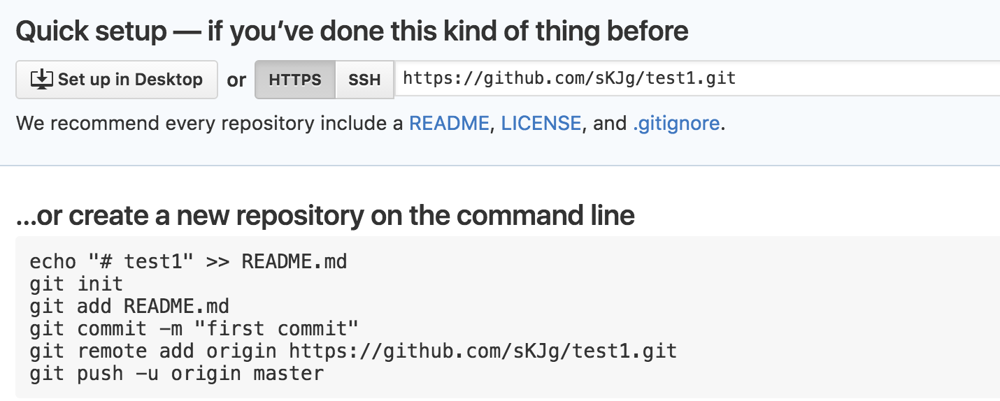 Quick setup — if you’ve done this kind of thing before
Set up in Desktop or HTTPS SSH https://github.com/sKJg/test1.git
We recommend every repository include a README, LICENSE, and .gitignore.
…or create a new repository on the command line
echo "# test1" >> README.md
git init
git add README.md
git commit -m "first commit"
git remote add origin https://github.com/sKJg/test1.git
git push -u origin master